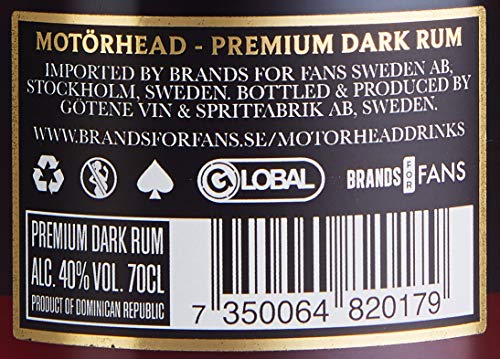 MOTÖRHEAD - PREMIUM DARK RUM
IMPORTED BY BRANDS FOR FANS SWEDEN AB,
STOCKHOLM, SWEDEN. BOTTLED & PRODUCED BY
GÖTENE VIN & SPRITFABRIK AB, SWEDEN.
WWW.BRANDSFORFANS.SE/MOTORHEADDRINKS
GLOBAL BRANDS FOR FANS
PREMIUM DARK RUM
ALC. 40% VOL. 70CL
PRODUCT OF DOMINICAN REPUBLIC
7 350064 820179